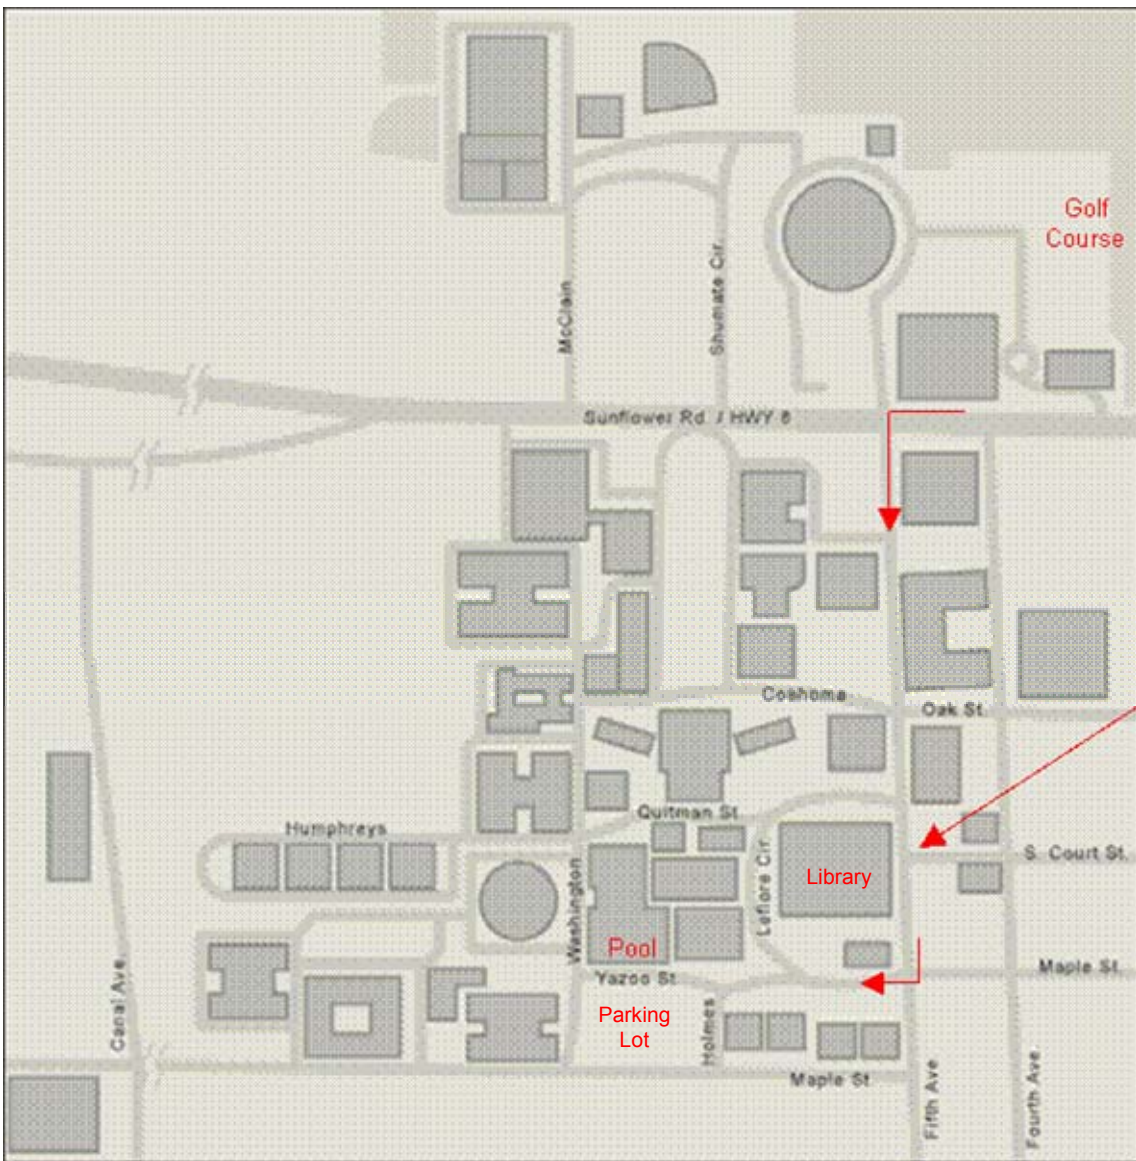 Golf
Course
McClain
Shumate Cir.
Sunflower Rd. / HWY 8
Coahoma
Oak St.
Quitman St.
Humphreys
S. Court St.
Library
Leflore Cir.
Washington
Pool
Yazoo St.
Maple St.
Canal Ave.
Parking
Lot
Holmes
Maple St.
Fifth Ave
Fourth Ave.